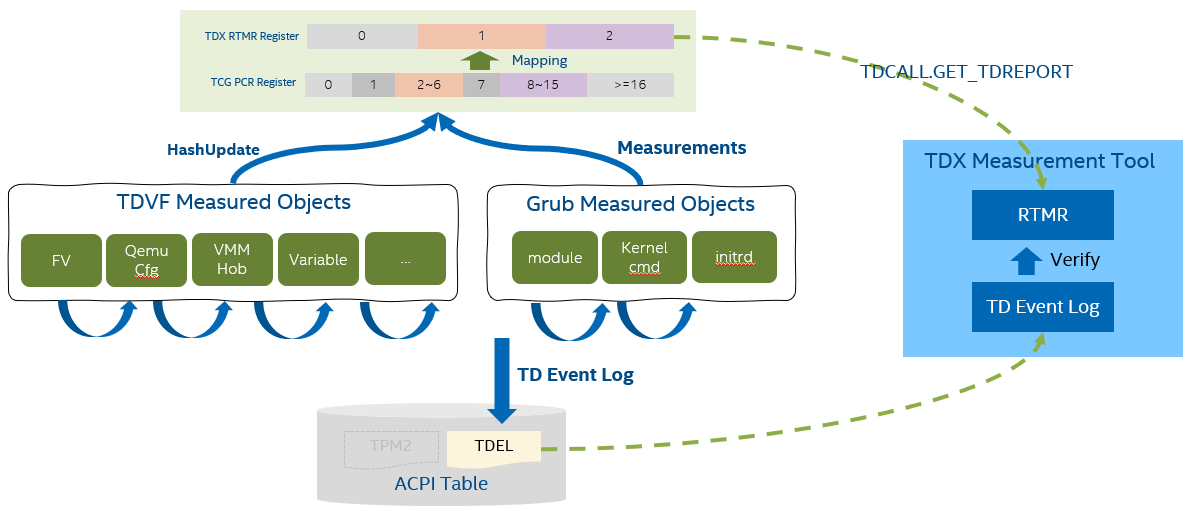 TDX RTMR Register 0 1 2
Mapping
TCG PCR Register 0 1 2~6 7 8~15 >=16
TDCALL.GET_TDREPORT
HashUpdate
Measurements
TDVF Measured Objects
FV
Qemu
Cfg
VMM
Hob
Variable
...
Grub Measured Objects
module
Kernel
cmd
initrd
TDX Measurement Tool
RTMR
Verify
TD Event Log
TD Event Log
TPM2
TDEL
ACPI Table